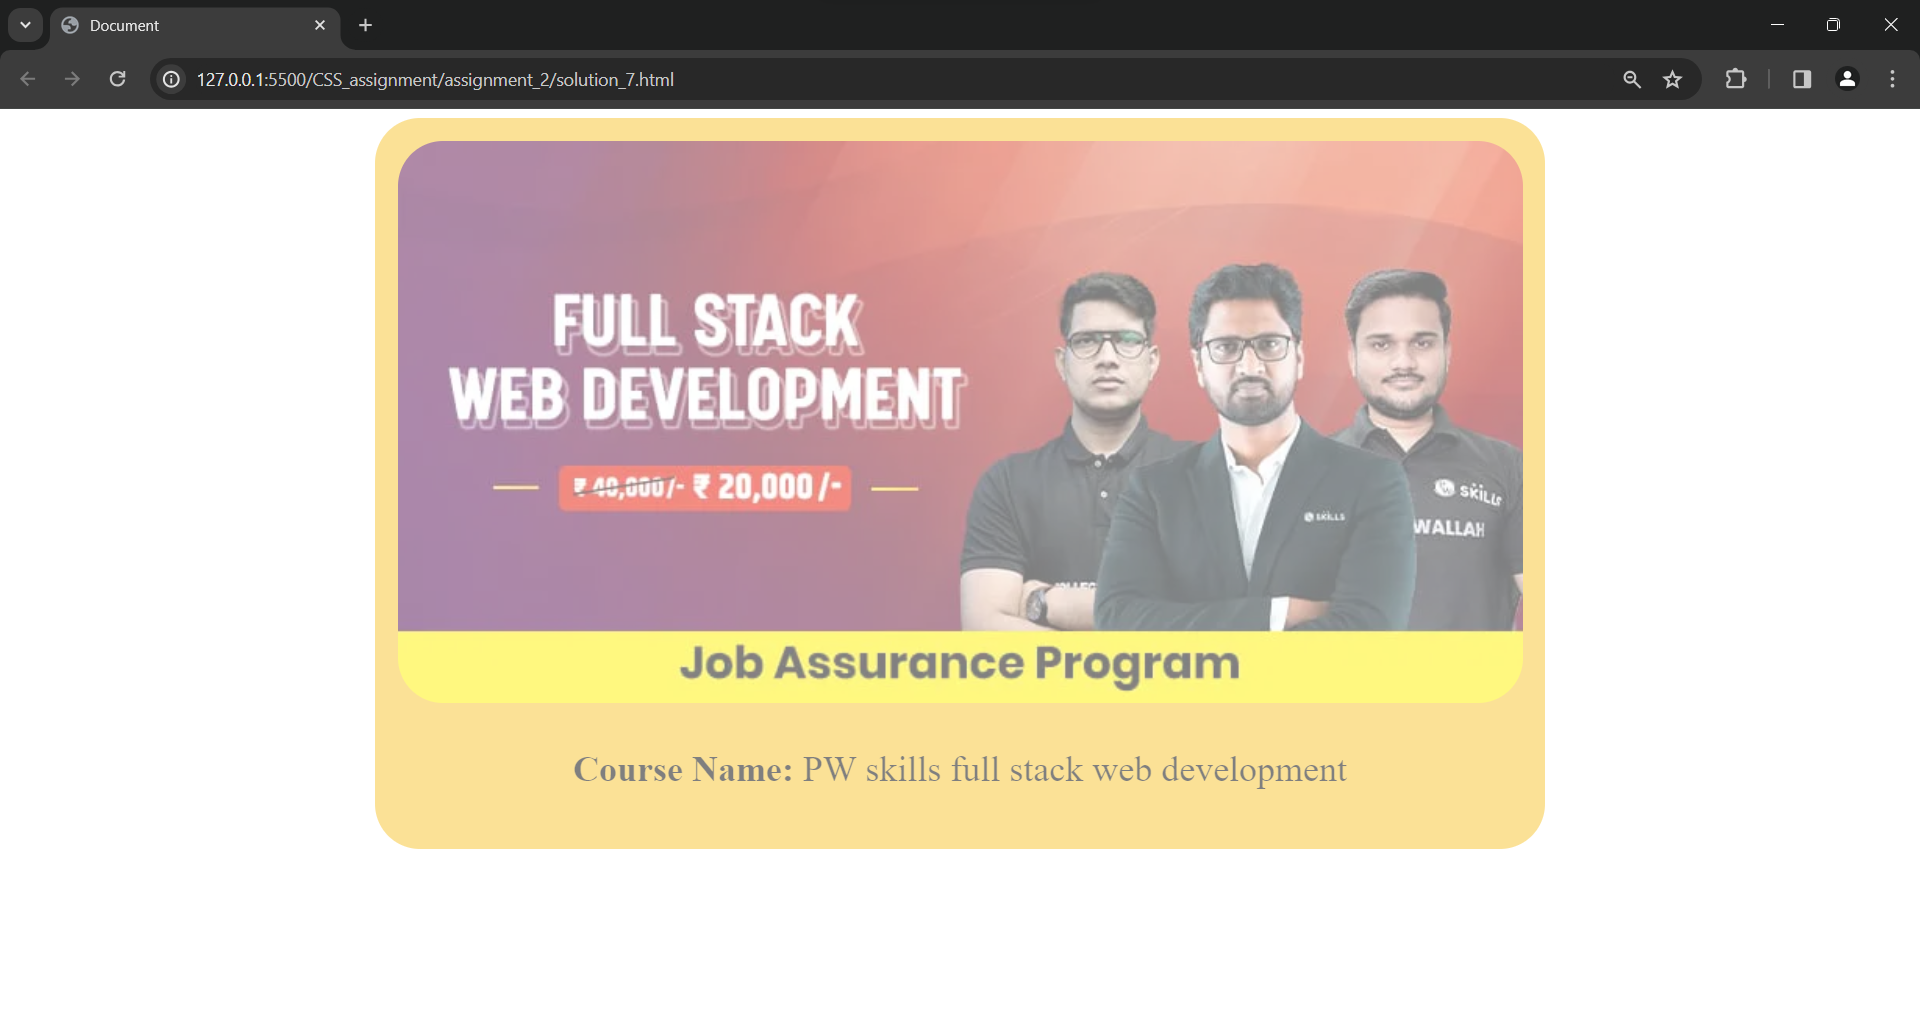 Document
127.0.0.1:5500/CSS_assignment/assignment_2/solution_7.html
FULL STACK
WEB DEVELOPMENT
₹ 40,000/- ₹ 20,000/-
SKILLS
SKILLS
WALLAH
Job Assurance Program
Course Name: PW skills full stack web development